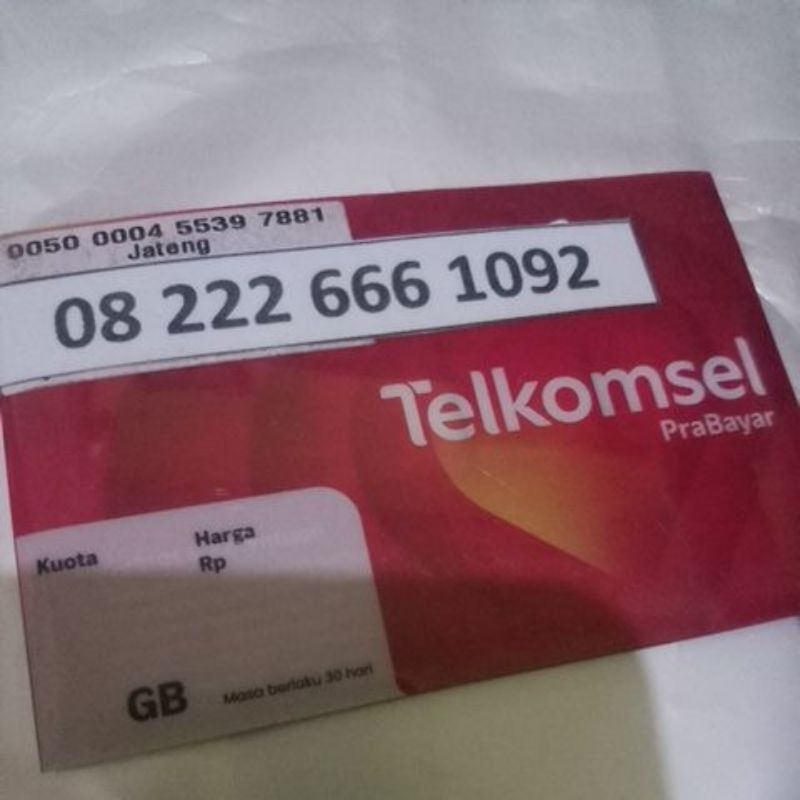 0050 0004 5539 7881
Jateng
08 222 666 1092
Telkomsel
PraBayar
Kuota
Harga
Rp
GB
Masa berlaku 30 hari